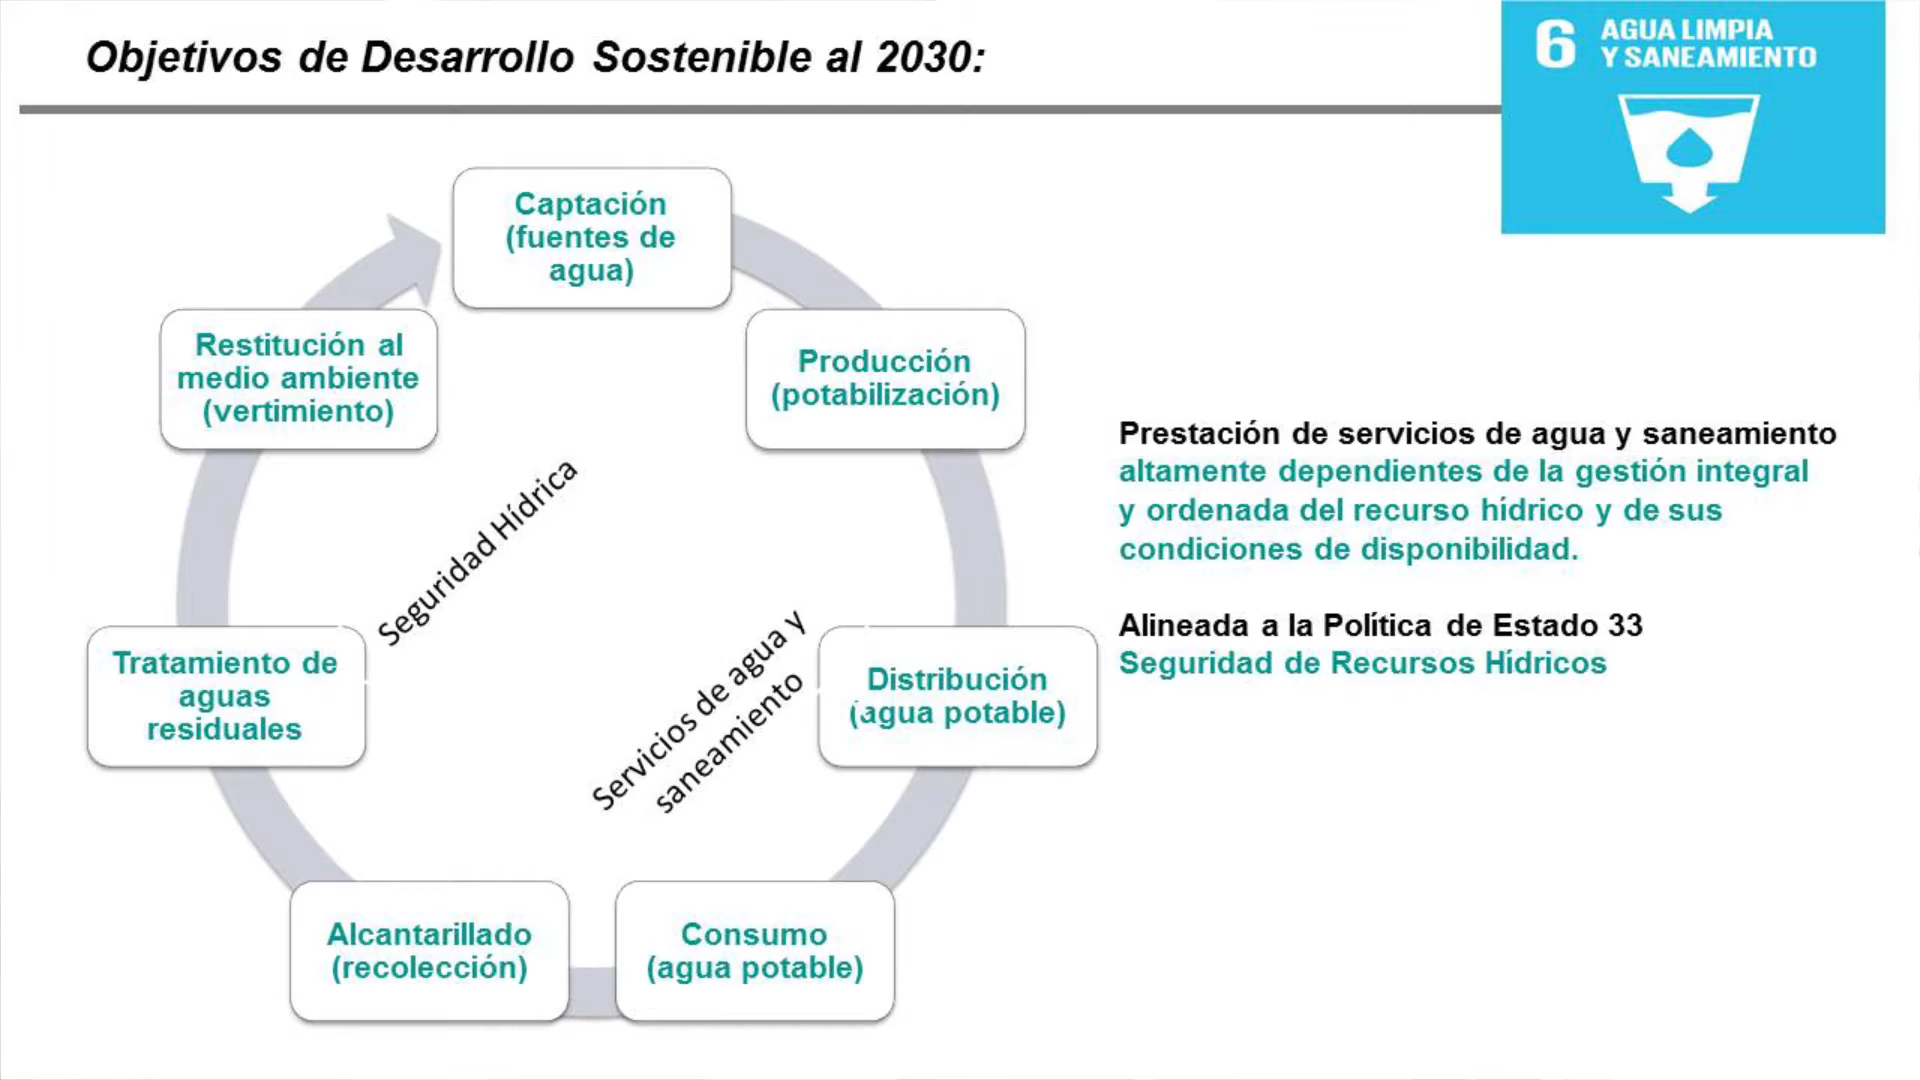 Objetivos de Desarrollo Sostenible al 2030:
6 AGUA LIMPIA
Y SANEAMIENTO
Captación
(fuentes de
agua)
Producción
(potabilización)
Distribución
(agua potable)
Consumo
(agua potable)
Alcantarillado
(recolección)
Tratamiento de
aguas
residuales
Restitución al
medio ambiente
(vertimiento)
Seguridad Hídrica
Servicios de agua y
saneamiento
Prestación de servicios de agua y saneamiento
altamente dependientes de la gestión integral
y ordenada del recurso hídrico y de sus
condiciones de disponibilidad.
Alineada a la Política de Estado 33
Seguridad de Recursos Hídricos